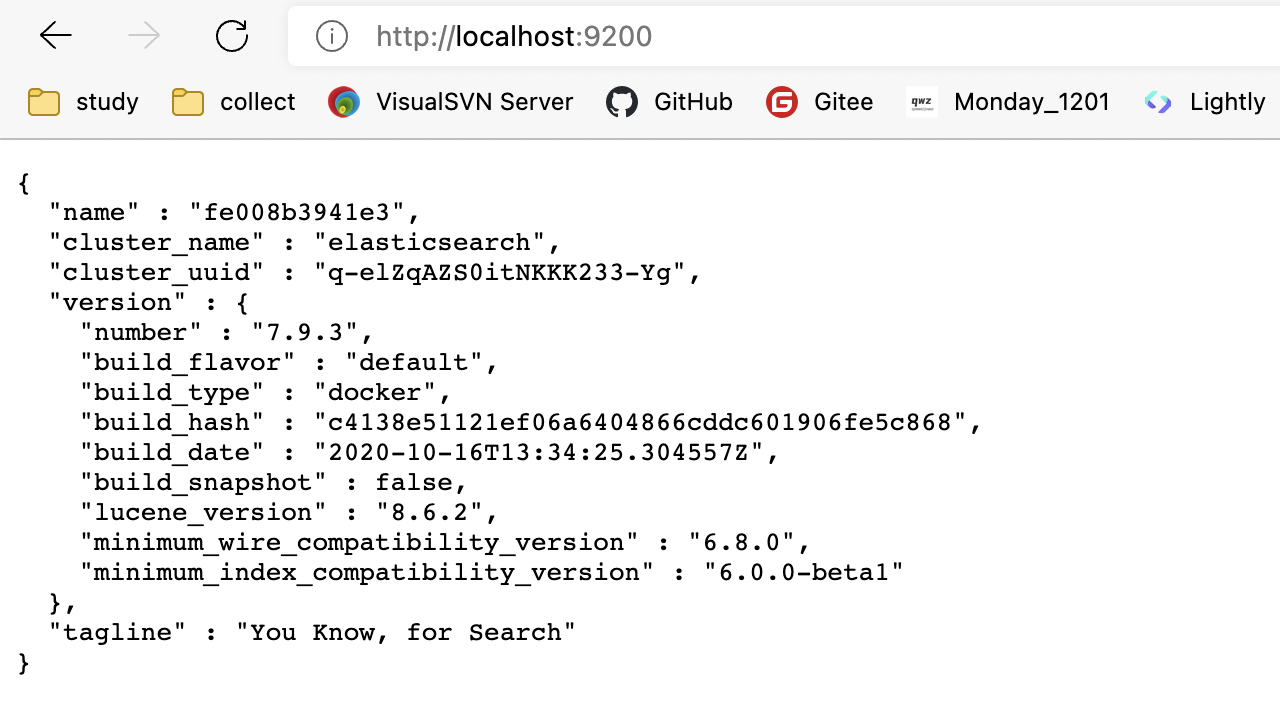 http://localhost:9200
study collect VisualSVN Server GitHub Gitee qwz Monday_1201 Lightly
{
  "name" : "fe008b3941e3",
  "cluster_name" : "elasticsearch",
  "cluster_uuid" : "q-elZqAZS0itNKKK233-Yg",
  "version" : {
    "number" : "7.9.3",
    "build_flavor" : "default",
    "build_type" : "docker",
    "build_hash" : "c4138e51121ef06a6404866cddc601906fe5c868",
    "build_date" : "2020-10-16T13:34:25.304557Z",
    "build_snapshot" : false,
    "lucene_version" : "8.6.2",
    "minimum_wire_compatibility_version" : "6.8.0",
    "minimum_index_compatibility_version" : "6.0.0-beta1"
  },
  "tagline" : "You Know, for Search"
}